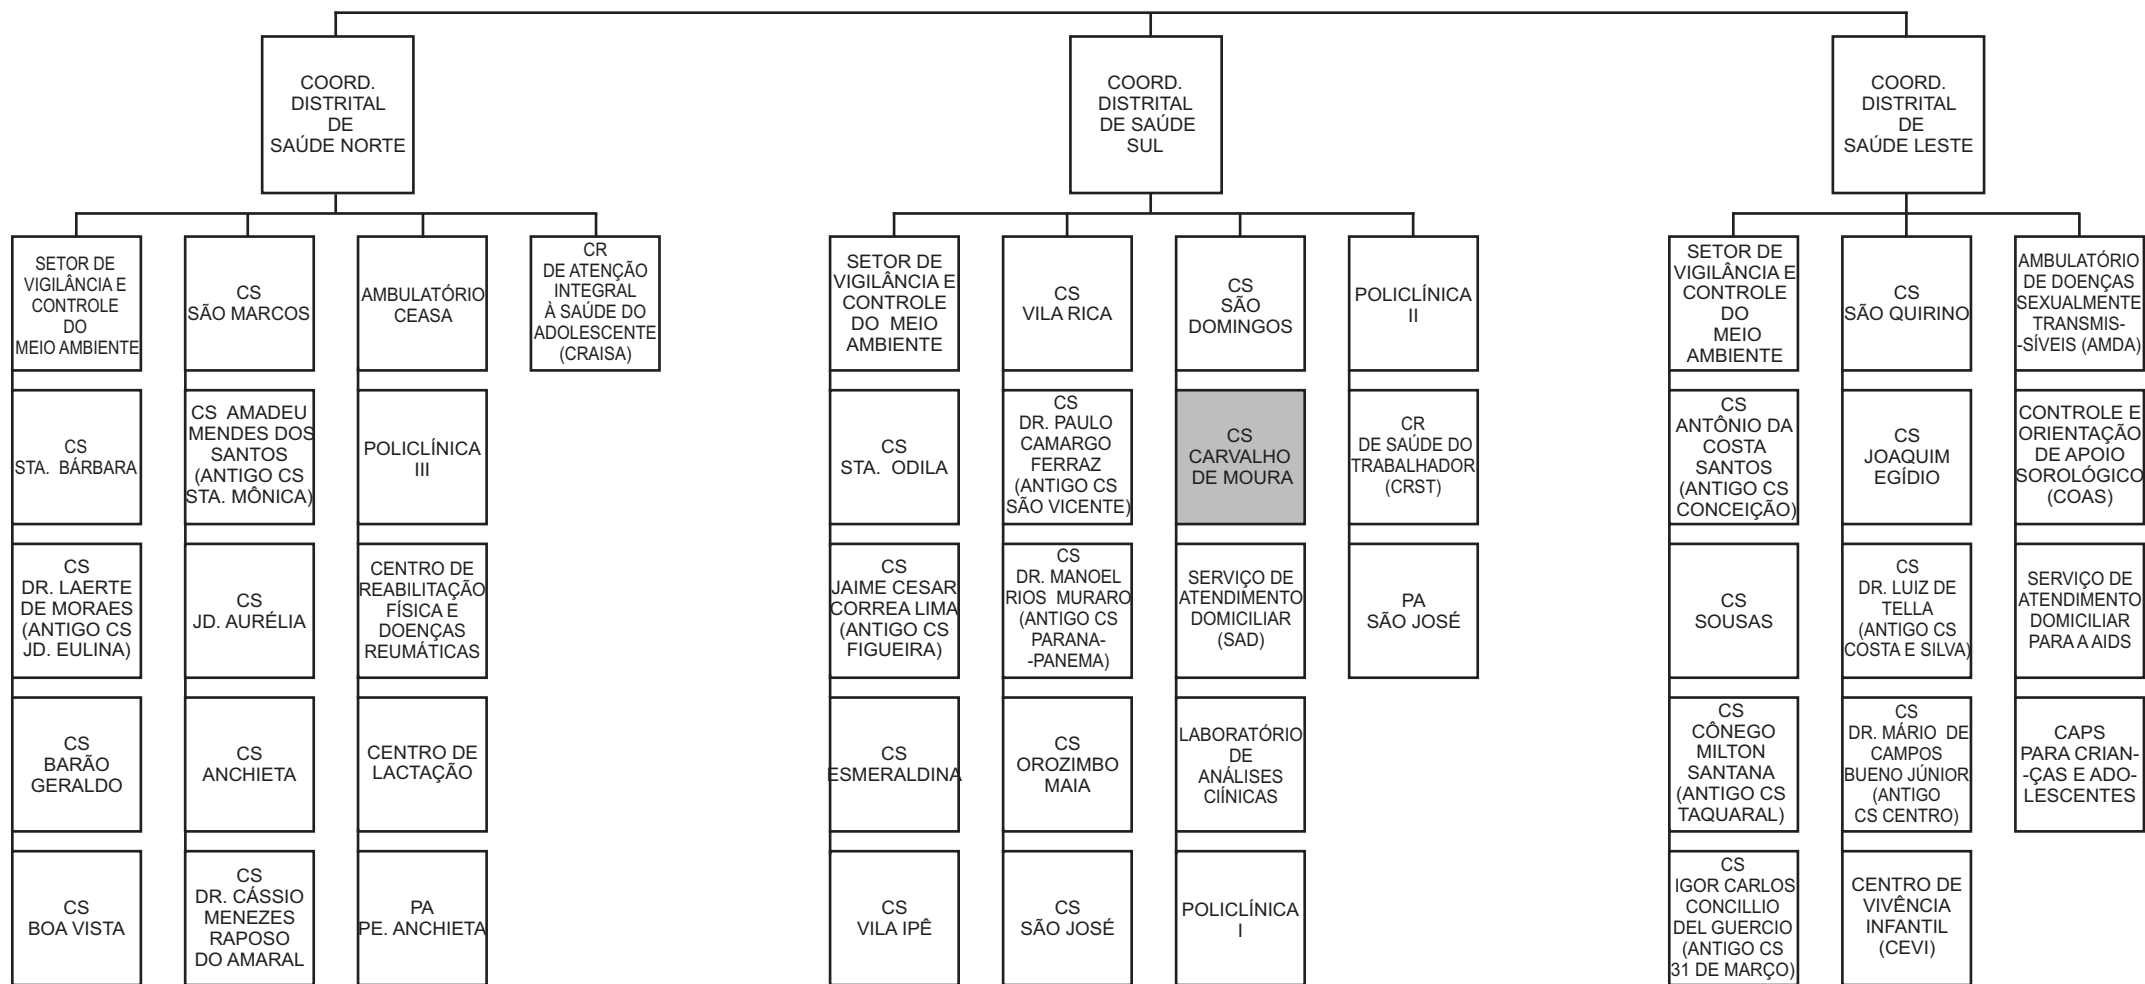 COORD.
DISTRITAL
DE
SAÚDE NORTE
COORD.
DISTRITAL
DE SAÚDE
SUL
COORD.
DISTRITAL
DE
SAÚDE LESTE
SETOR DE
VIGILÂNCIA E
CONTROLE
DO
MEIO AMBIENTE
CS
SÃO MARCOS
AMBULATÓRIO
CEASA
CR
DE ATENÇÃO
INTEGRAL
À SAÚDE DO
ADOLESCENTE
(CRAISA)
SETOR DE
VIGILÂNCIA E
CONTROLE
DO MEIO
AMBIENTE
CS
VILA RICA
CS
SÃO
DOMINGOS
POLICLÍNICA
II
SETOR DE
VIGILÂNCIA E
CONTROLE
DO
MEIO
AMBIENTE
CS
SÃO QUIRINO
AMBULATÓRIO
DE DOENÇAS
SEXUALMENTE
TRANSMIS-
-SÍVEIS (AMDA)
CS
STA. BÁRBARA
CS AMADEU
MENDES DOS
SANTOS
(ANTIGO CS
STA. MÔNICA)
POLICLÍNICA
III
CS
STA. ODILA
CS
DR. PAULO
CAMARGO
FERRAZ
(ANTIGO CS
SÃO VICENTE)
CS
CARVALHO
DE MOURA
CR
DE SAÚDE DO
TRABALHADOR
(CRST)
CS
ANTÔNIO DA
COSTA
SANTOS
(ANTIGO CS
CONCEIÇÃO)
CS
JOAQUIM
EGÍDIO
CONTROLE E
ORIENTAÇÃO
DE APOIO
SOROLÓGICO
(COAS)
CS
DR. LAERTE
DE MORAES
(ANTIGO CS
JD. EULINA)
CS
JD. AURÉLIA
CENTRO DE
REABILITAÇÃO
FÍSICA E
DOENÇAS
REUMÁTICAS
CS
JAIME CESAR
CORREA LIMA
(ANTIGO CS
FIGUEIRA)
CS
DR. MANOEL
RIOS MURARO
(ANTIGO CS
PARANA-
-PANEMA)
SERVIÇO DE
ATENDIMENTO
DOMICILIAR
(SAD)
PA
SÃO JOSÉ
CS
SOUSAS
CS
DR. LUIZ DE
TELLA
(ANTIGO CS
COSTA E SILVA)
SERVIÇO DE
ATENDIMENTO
DOMICILIAR
PARA A AIDS
CS
BARÃO
GERALDO
CS
ANCHIETA
CENTRO DE
LACTAÇÃO
CS
ESMERALDINA
CS
OROZIMBO
MAIA
LABORATÓRIO
DE
ANÁLISES
CIÍNICAS
CS
CÔNEGO
MILTON
SANTANA
(ANTIGO CS
TAQUARAL)
CS
DR. MÁRIO DE
CAMPOS
BUENO JÚNIOR
(ANTIGO
CS CENTRO)
CAPS
PARA CRIAN-
-ÇAS E ADO-
LESCENTES
CS
BOA VISTA
CS
DR. CÁSSIO
MENEZES
RAPOSO
DO AMARAL
PA
PE. ANCHIETA
CS
VILA IPÊ
CS
SÃO JOSÉ
POLICLÍNICA
I
CS
IGOR CARLOS
CONCILLIO
DEL GUERCIO
(ANTIGO CS
31 DE MARÇO)
CENTRO DE
VIVÊNCIA
INFANTIL
(CEVI)